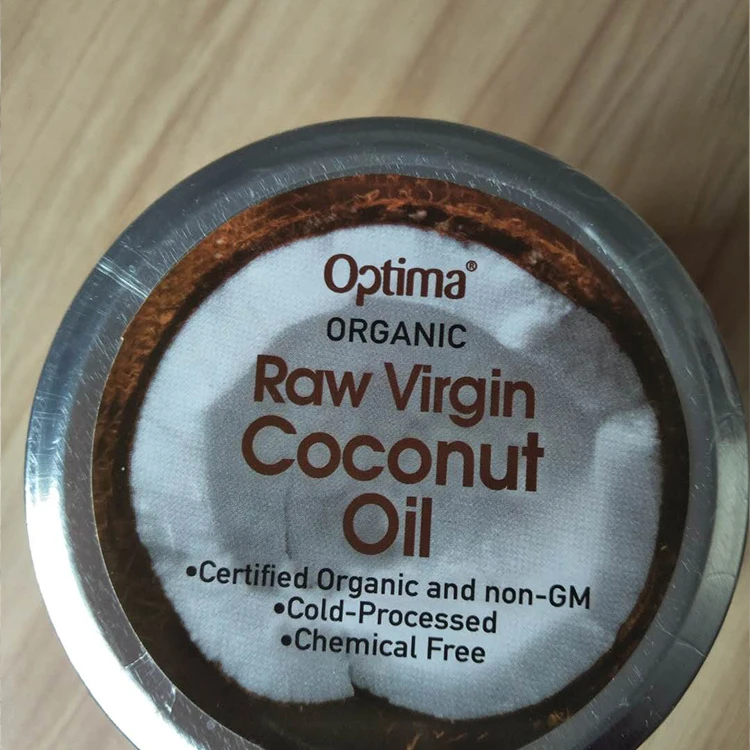 Optima®
ORGANIC
Raw Virgin
Coconut
Oil
•Certified Organic and non-GM
•Cold-Processed
•Chemical Free